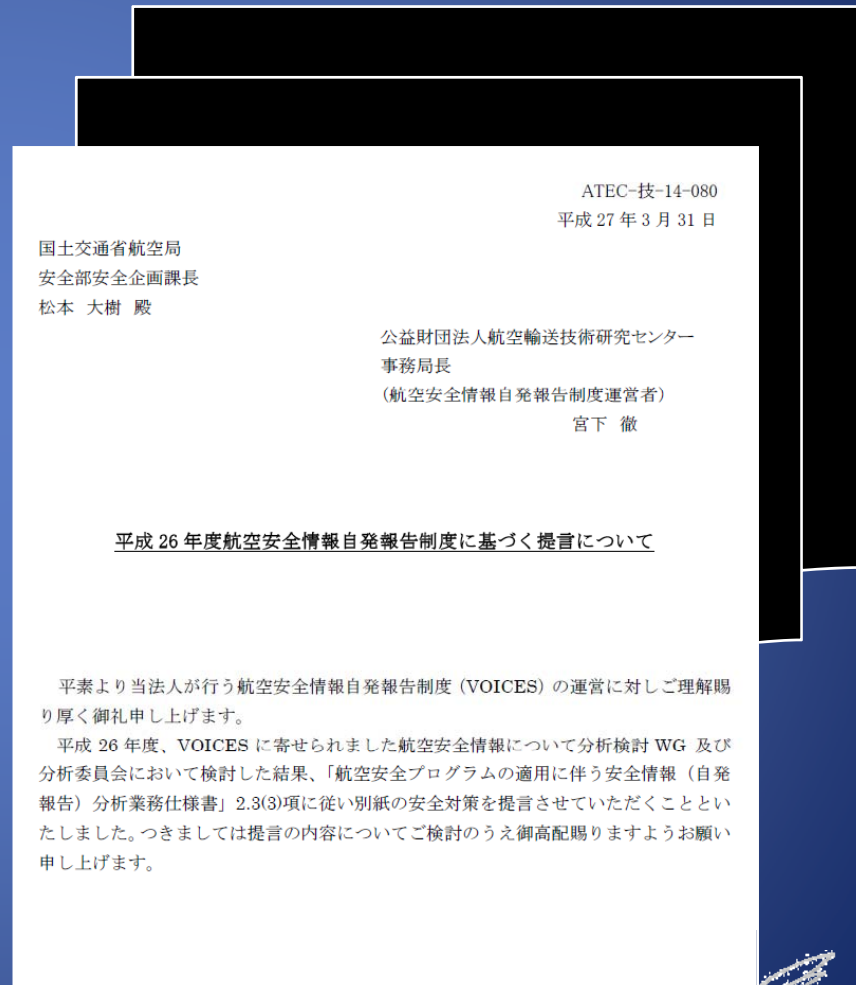 ATEC-技-14-080
平成 27 年 3 月 31 日
国土交通省航空局
安全部安全企画課長
松本 大樹 殿
公益財団法人航空輸送技術研究センター
事務局長
(航空安全情報自発報告制度運営者)
宮下 徹
平成 26 年度航空安全情報自発報告制度に基づく提言について
平素より当法人が行う航空安全情報自発報告制度（VOICES）の運営に対しご理解賜
り厚く御礼申し上げます。
平成 26 年度、VOICES に寄せられました航空安全情報について分析検討 WG 及び
分析委員会において検討した結果、「航空安全プログラムの適用に伴う安全情報（自発
報告）分析業務仕様書」2.3(3)項に従い別紙の安全対策を提言させていただくことい
たしました。つきましては提言の内容についてご検討のうえ御高配賜りますようお願い
申し上げます。